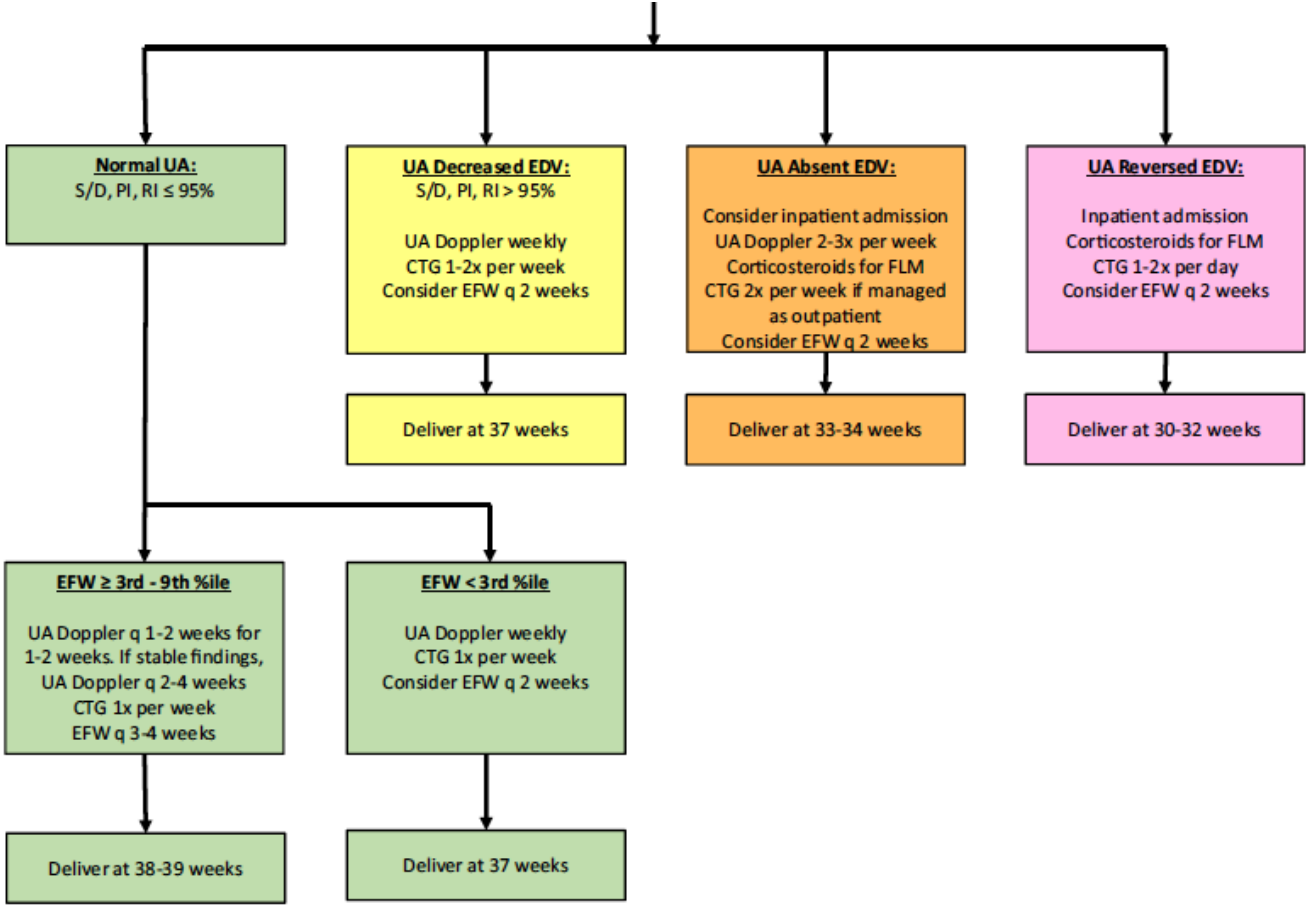 Normal UA:
S/D, PI, RI ≤ 95%
UA Decreased EDV:
S/D, PI, RI > 95%
UA Doppler weekly
CTG 1-2x per week
Consider EFW q 2 weeks
UA Absent EDV:
Consider inpatient admission
UA Doppler 2-3x per week
Corticosteroids for FLM
CTG 2x per week if managed
as outpatient
Consider EFW q 2 weeks
UA Reversed EDV:
Inpatient admission
Corticosteroids for FLM
CTG 1-2x per day
Consider EFW q 2 weeks
Deliver at 37 weeks
Deliver at 33-34 weeks
Deliver at 30-32 weeks
EFW ≥ 3rd - 9th %ile
UA Doppler q 1-2 weeks for
1-2 weeks. If stable findings,
UA Doppler q 2-4 weeks
CTG 1x per week
EFW q 3-4 weeks
EFW < 3rd %ile
UA Doppler weekly
CTG 1x per week
Consider EFW q 2 weeks
Deliver at 38-39 weeks
Deliver at 37 weeks